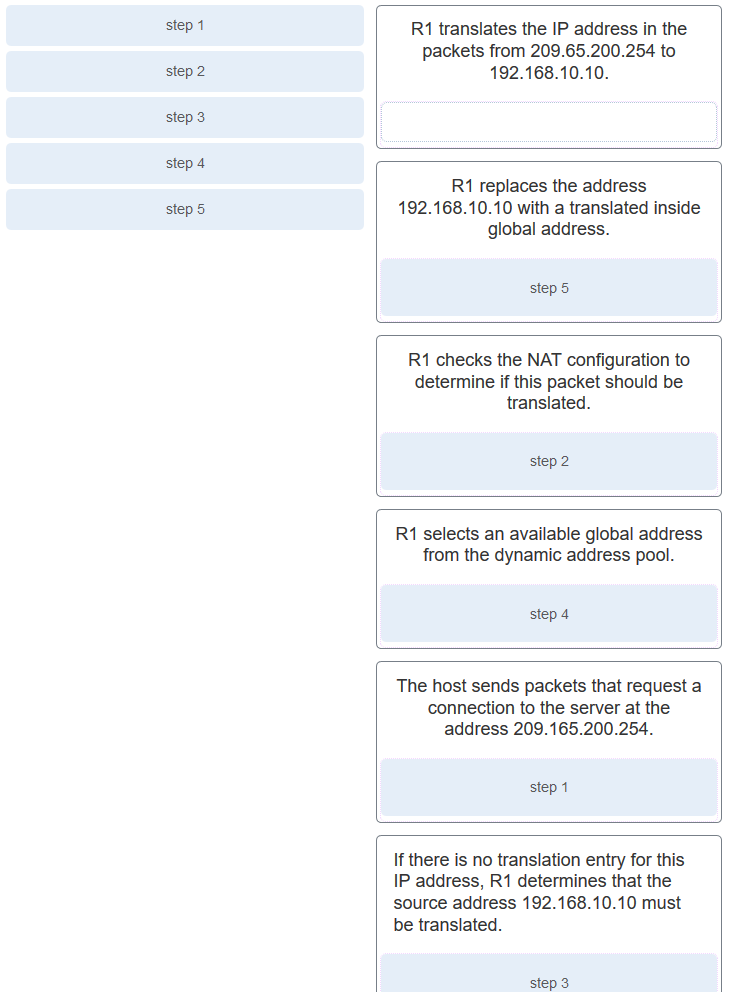 step 1
step 2
step 3
step 4
step 5
R1 translates the IP address in the
packets from 209.65.200.254 to
192.168.10.10.
R1 replaces the address
192.168.10.10 with a translated inside
global address.
step 5
R1 checks the NAT configuration to
determine if this packet should be
translated.
step 2
R1 selects an available global address
from the dynamic address pool.
step 4
The host sends packets that request a
connection to the server at the
address 209.165.200.254.
step 1
If there is no translation entry for this
IP address, R1 determines that the
source address 192.168.10.10 must
be translated.
step 3